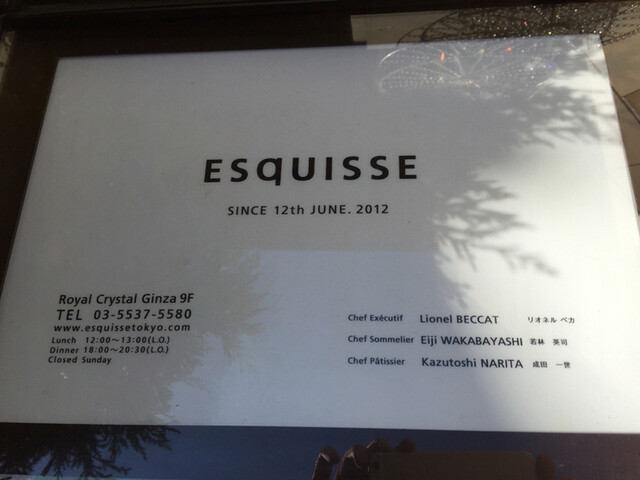 ESqUISSE
SINCE 12th JUNE. 2012
Royal Crystal Ginza 9F
TEL 03-5537-5580
www.esquissetokyo.com
Lunch 12:00～13:00(L.O.)
Dinner 18:00～20:30(L.O.)
Closed Sunday
Chef Exécutif Lionel BECCAT リオネル ベカ
Chef Sommelier Eiji WAKABAYASHI 若林 英司
Chef Pâtissier Kazutoshi NARITA 成田 一世